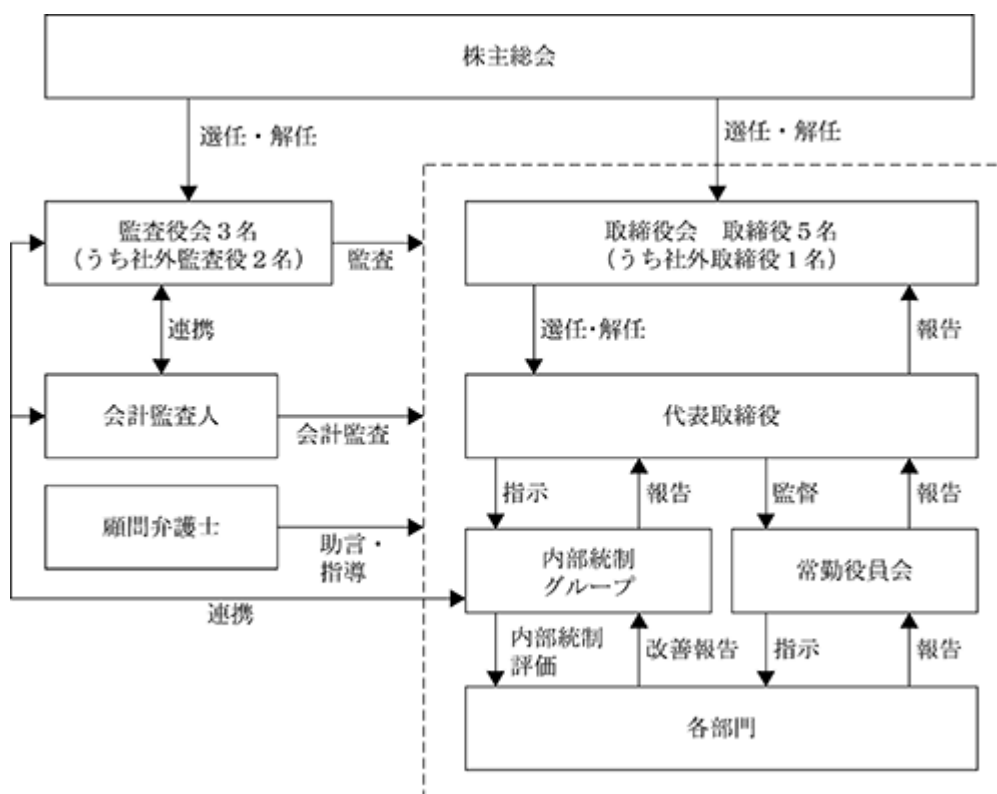 株主総会
選任・解任
選任・解任
監査役会３名
（うち社外監査役２名）
監査
取締役会　取締役５名
（うち社外取締役１名）
連携
選任・解任
報告
会計監査人
会計監査
代表取締役
指示
報告
監督
報告
顧問弁護士
助言・
指導
内部統制
グループ
常勤役員会
連携
内部統制
評価
改善報告
指示
報告
各部門